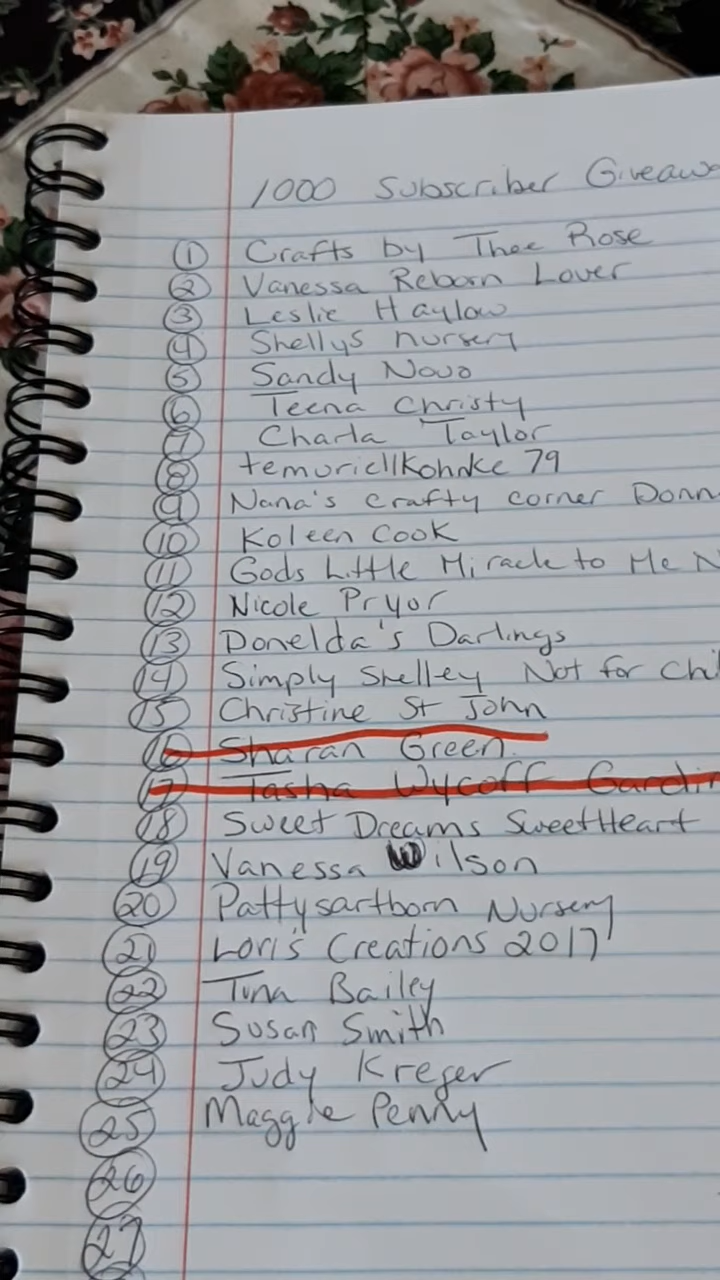 1000 Subscriber Giveaw
1 Crafts by Thee Rose
2 Vanessa Reborn Lover
3 Leslie Haylow
4 Shellys nursery
5 Sandy Novo
6 Teena Christy
7 Charla Taylor
8 temuriellkohnke 79
9 Nana's crafty corner Donn
10 Koleen Cook
11 Gods Little Miracle to Me N
12 Nicole Pryor
13 Donelda's Darlings
14 Simply Shelley Not for Chi
15 Christine St John
16 Sharan Green
17 Tasha Wycoff Gardin
18 Sweet Dreams SweetHeart
19 Vanessa Wilson
20 Pattysartborn Nursery
21 Lori's Creations 2017
22 Tina Bailey
23 Susan Smith
24 Judy Kreger
25 Maggie Penny
26
27